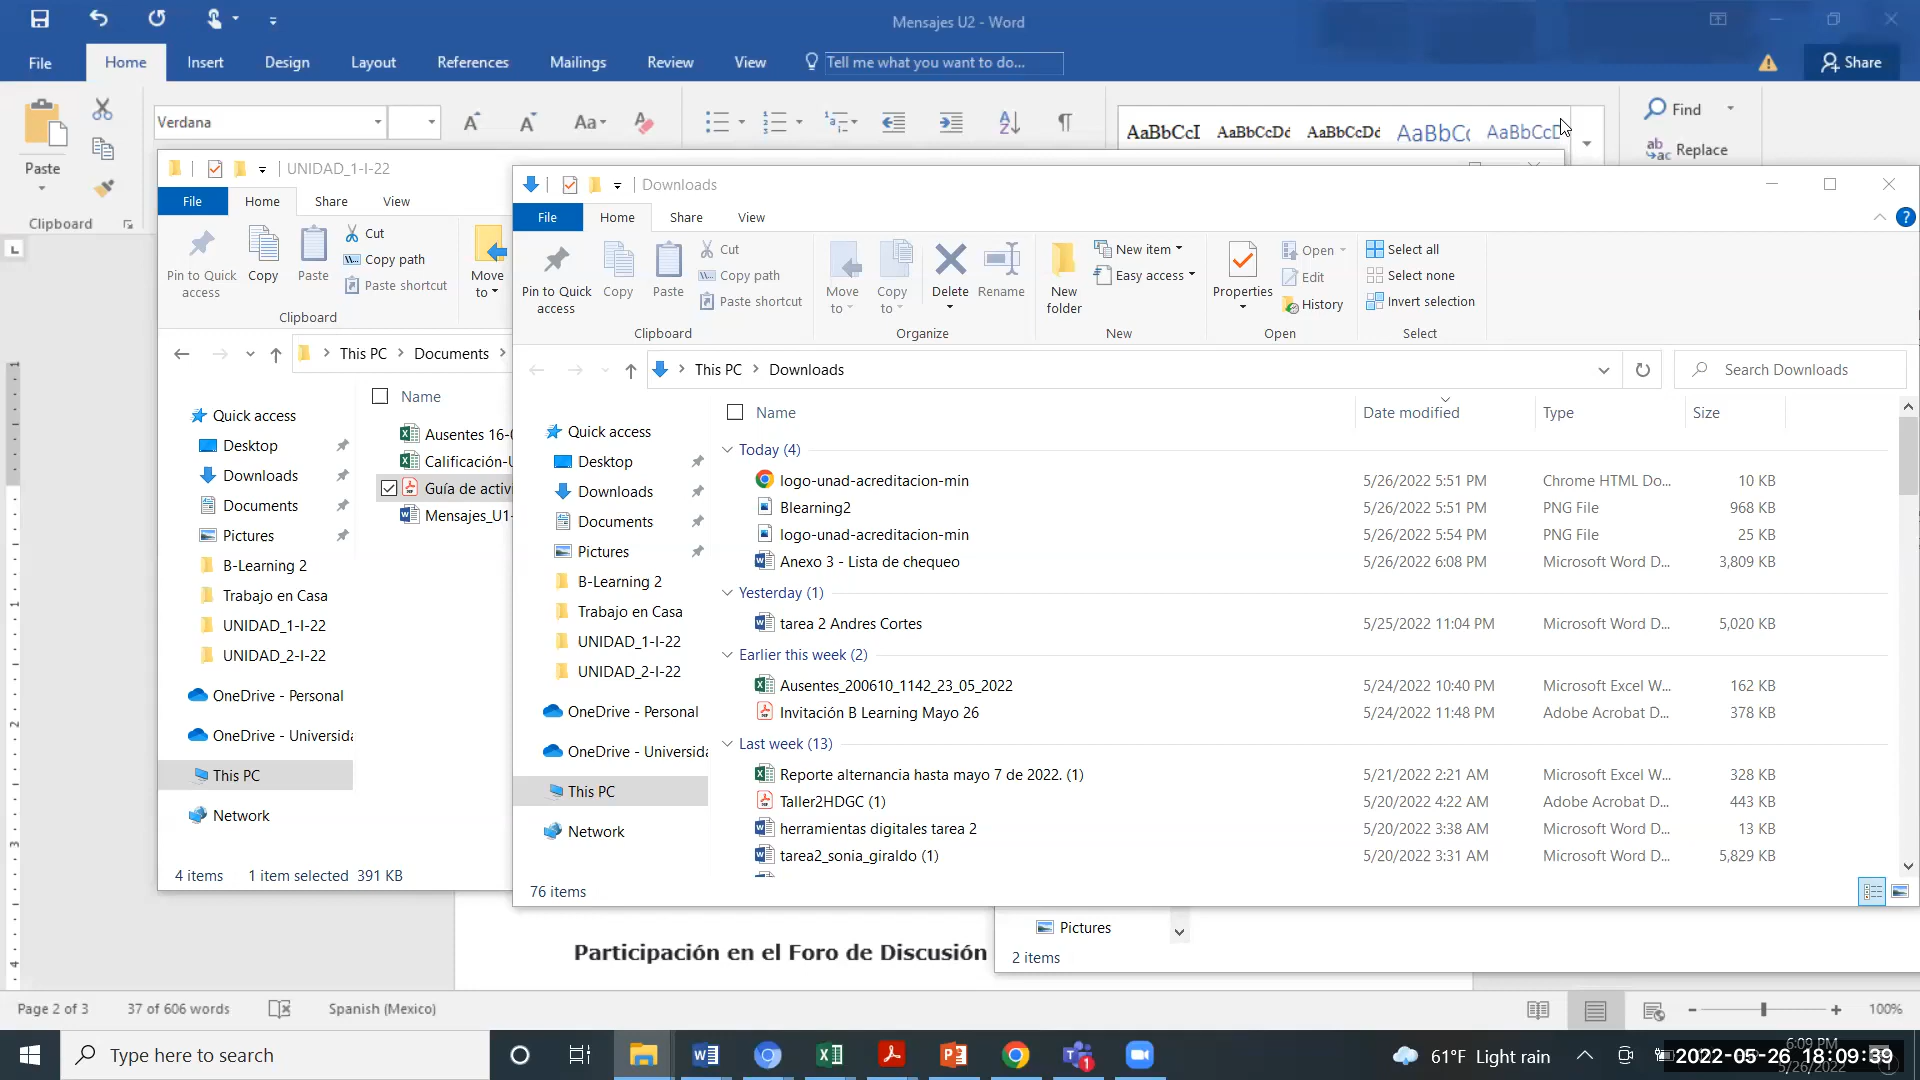 Mensajes U2 - Word
File Home Insert Design Layout References Mailings Review View Tell me what you want to do... Share
Paste
Clipboard
Verdana
AaBbCcI AaBbCcDd AaBbCcDd AaBbC( AaBbCcD
Find
Replace
UNIDAD_1-I-22
File Home Share View
Pin to Quick access
Copy
Paste
Cut
Copy path
Paste shortcut
Move to
Clipboard
This PC Documents
Name
Quick access
Desktop
Downloads
Documents
Pictures
B-Learning 2
Trabajo en Casa
UNIDAD_1-I-22
UNIDAD_2-I-22
OneDrive - Personal
OneDrive - Universida
This PC
Network
Ausentes 16-0
Calificación-U
Guía de activi
Mensajes_U1-
4 items 1 item selected 391 KB
Downloads
File Home Share View
Pin to Quick access
Copy
Paste
Cut
Copy path
Paste shortcut
Clipboard
Move to
Copy to
Delete
Rename
Organize
New folder
New item
Easy access
New
Properties
Open
Edit
History
Open
Select all
Select none
Invert selection
Select
This PC Downloads
Search Downloads
Quick access
Desktop
Downloads
Documents
Pictures
B-Learning 2
Trabajo en Casa
UNIDAD_1-I-22
UNIDAD_2-I-22
OneDrive - Personal
OneDrive - Universida
This PC
Network
Name Date modified Type Size
Today (4)
logo-unad-acreditacion-min 5/26/2022 5:51 PM Chrome HTML Do... 10 KB
Blearning2 5/26/2022 5:51 PM PNG File 968 KB
logo-unad-acreditacion-min 5/26/2022 5:54 PM PNG File 25 KB
Anexo 3 - Lista de chequeo 5/26/2022 6:08 PM Microsoft Word D... 3,809 KB
Yesterday (1)
tarea 2 Andres Cortes 5/25/2022 11:04 PM Microsoft Word D... 5,020 KB
Earlier this week (2)
Ausentes_200610_1142_23_05_2022 5/24/2022 10:40 PM Microsoft Excel W... 162 KB
Invitación B Learning Mayo 26 5/24/2022 11:48 PM Adobe Acrobat D... 378 KB
Last week (13)
Reporte alternancia hasta mayo 7 de 2022. (1) 5/21/2022 2:21 AM Microsoft Excel W... 328 KB
Taller2HDGC (1) 5/20/2022 4:22 AM Adobe Acrobat D... 443 KB
herramientas digitales tarea 2 5/20/2022 3:38 AM Microsoft Word D... 13 KB
tarea2_sonia_giraldo (1) 5/20/2022 3:31 AM Microsoft Word D... 5,829 KB
76 items
Pictures
2 items
Participación en el Foro de Discusión
Page 2 of 3 37 of 606 words Spanish (Mexico) 100%
Type here to search
61°F Light rain
6:09 PM
5/26/2022
2022-05-26 18:09:39